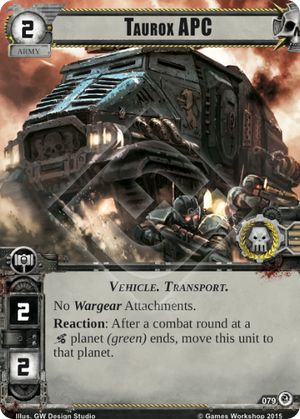 2
TAUROX APC
ARMY
VEHICLE. TRANSPORT.
No Wargear Attachments.
Reaction: After a combat round at a
planet (green) ends, move this unit to
that planet.
2
2
079
Illus. GW Design Studio
© Games Workshop 2015